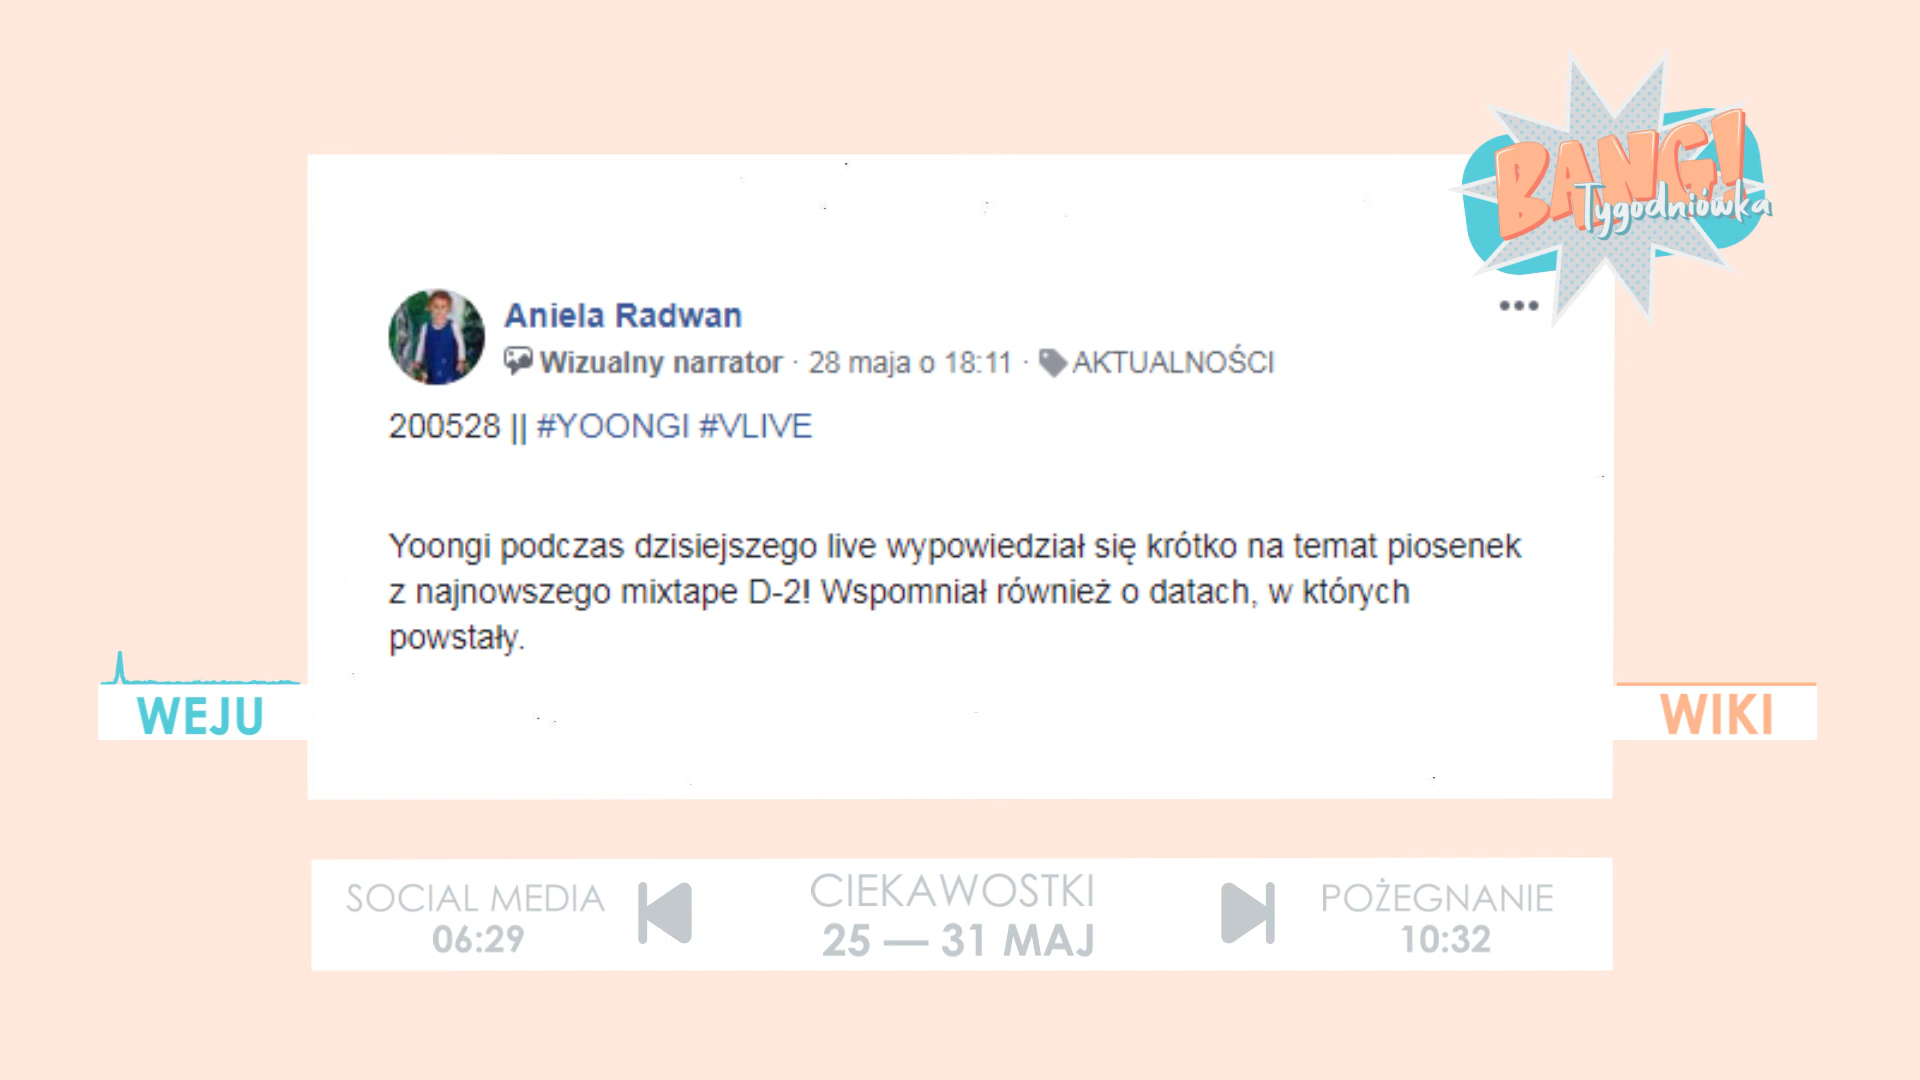 BANG!
Tygodniówka
Aniela Radwan
Wizualny narrator · 28 maja o 18:11 · AKTUALNOŚCI
200528 || #YOONGI #VLIVE
Yoongi podczas dzisiejszego live wypowiedział się krótko na temat piosenek
z najnowszego mixtape D-2! Wspomniał również o datach, w których
powstały.
WEJU
WIKI
SOCIAL MEDIA
06:29
CIEKAWOSTKI
25 — 31 MAJ
POŻEGNANIE
10:32